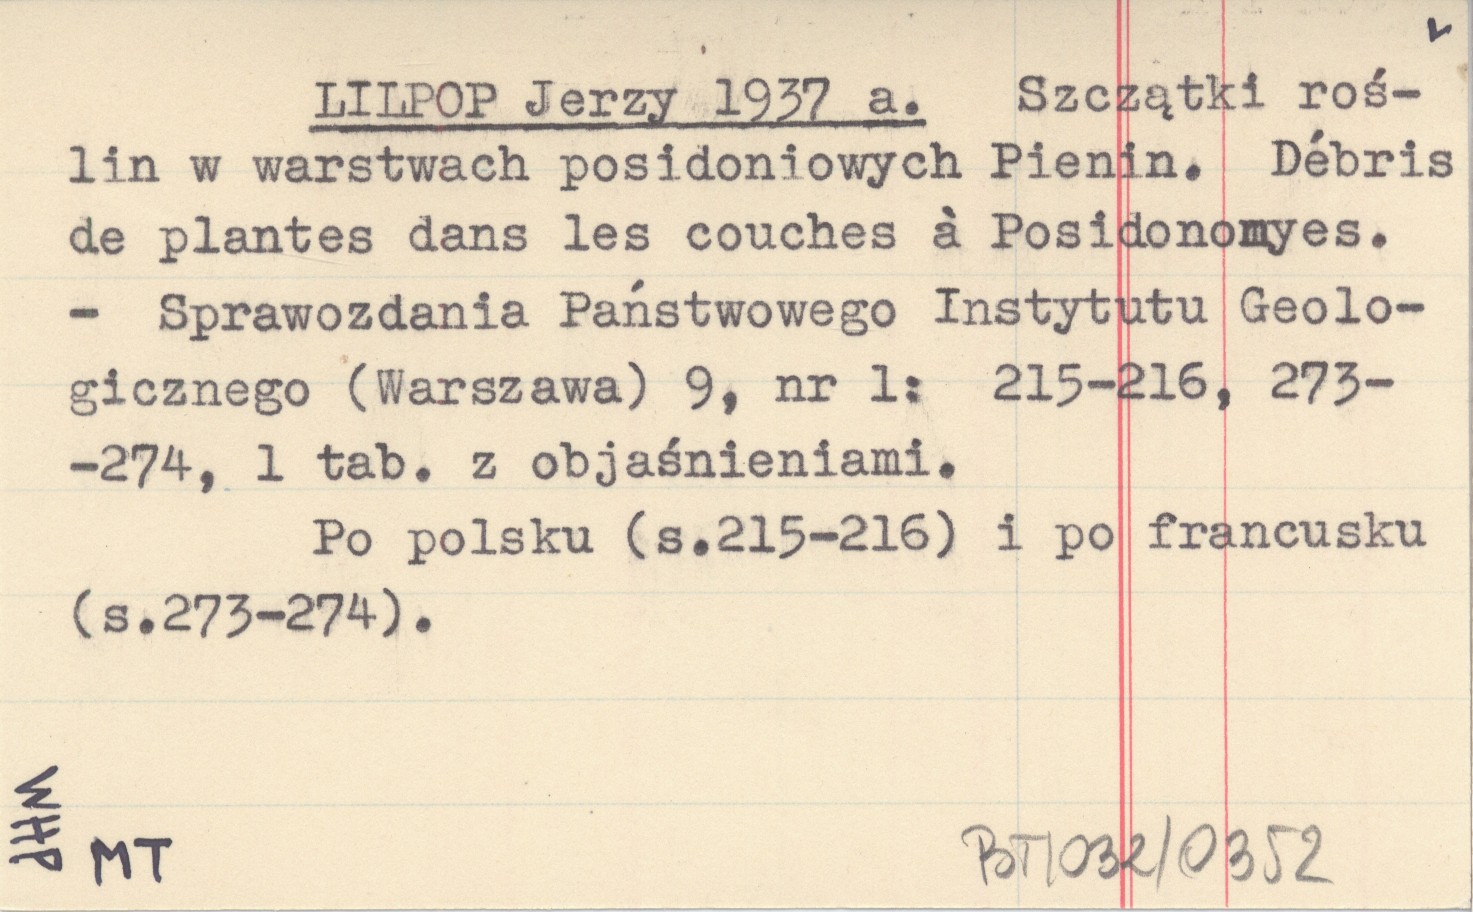 LILPOP Jerzy 1937 a. Szczątki roś-
lin w warstwach posidoniowych Pienin. Débris
de plantes dans les couches à Posidonomyes.
- Sprawozdania Państwowego Instytutu Geolo-
gicznego (Warszawa) 9, nr 1: 215-216, 273-
-274, 1 tab. z objaśnieniami.
Po polsku (s.215-216) i po francusku
(s.273-274).
WHP
MT
BT/032/0352